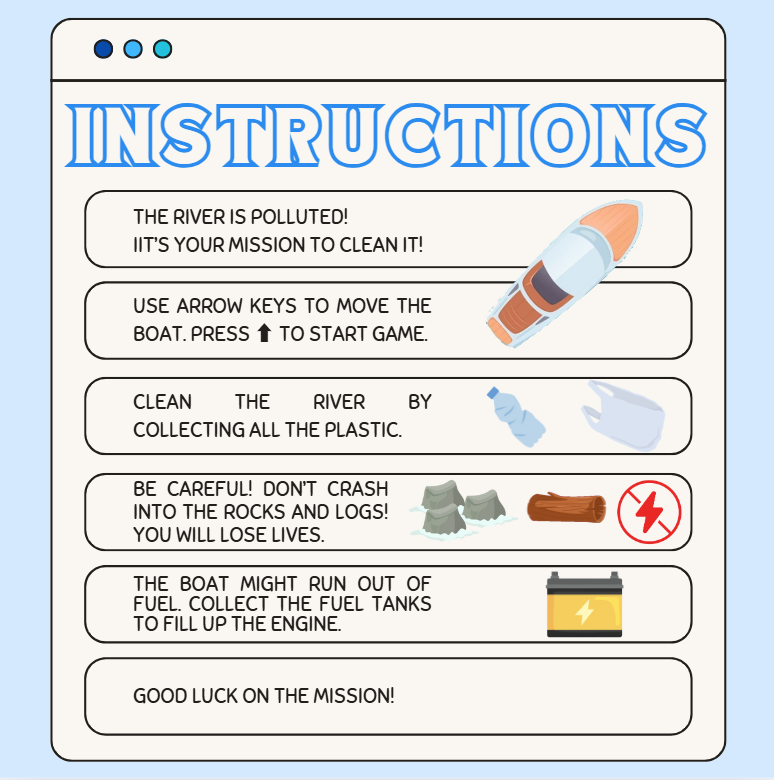 INSTRUCTIONS
THE RIVER IS POLLUTED!
IIT'S YOUR MISSION TO CLEAN IT!
USE ARROW KEYS TO MOVE THE
BOAT. PRESS ⬆ TO START GAME.
CLEAN THE RIVER BY
COLLECTING ALL THE PLASTIC.
BE CAREFUL! DON'T CRASH
INTO THE ROCKS AND LOGS!
YOU WILL LOSE LIVES.
THE BOAT MIGHT RUN OUT OF
FUEL. COLLECT THE FUEL TANKS
TO FILL UP THE ENGINE.
GOOD LUCK ON THE MISSION!